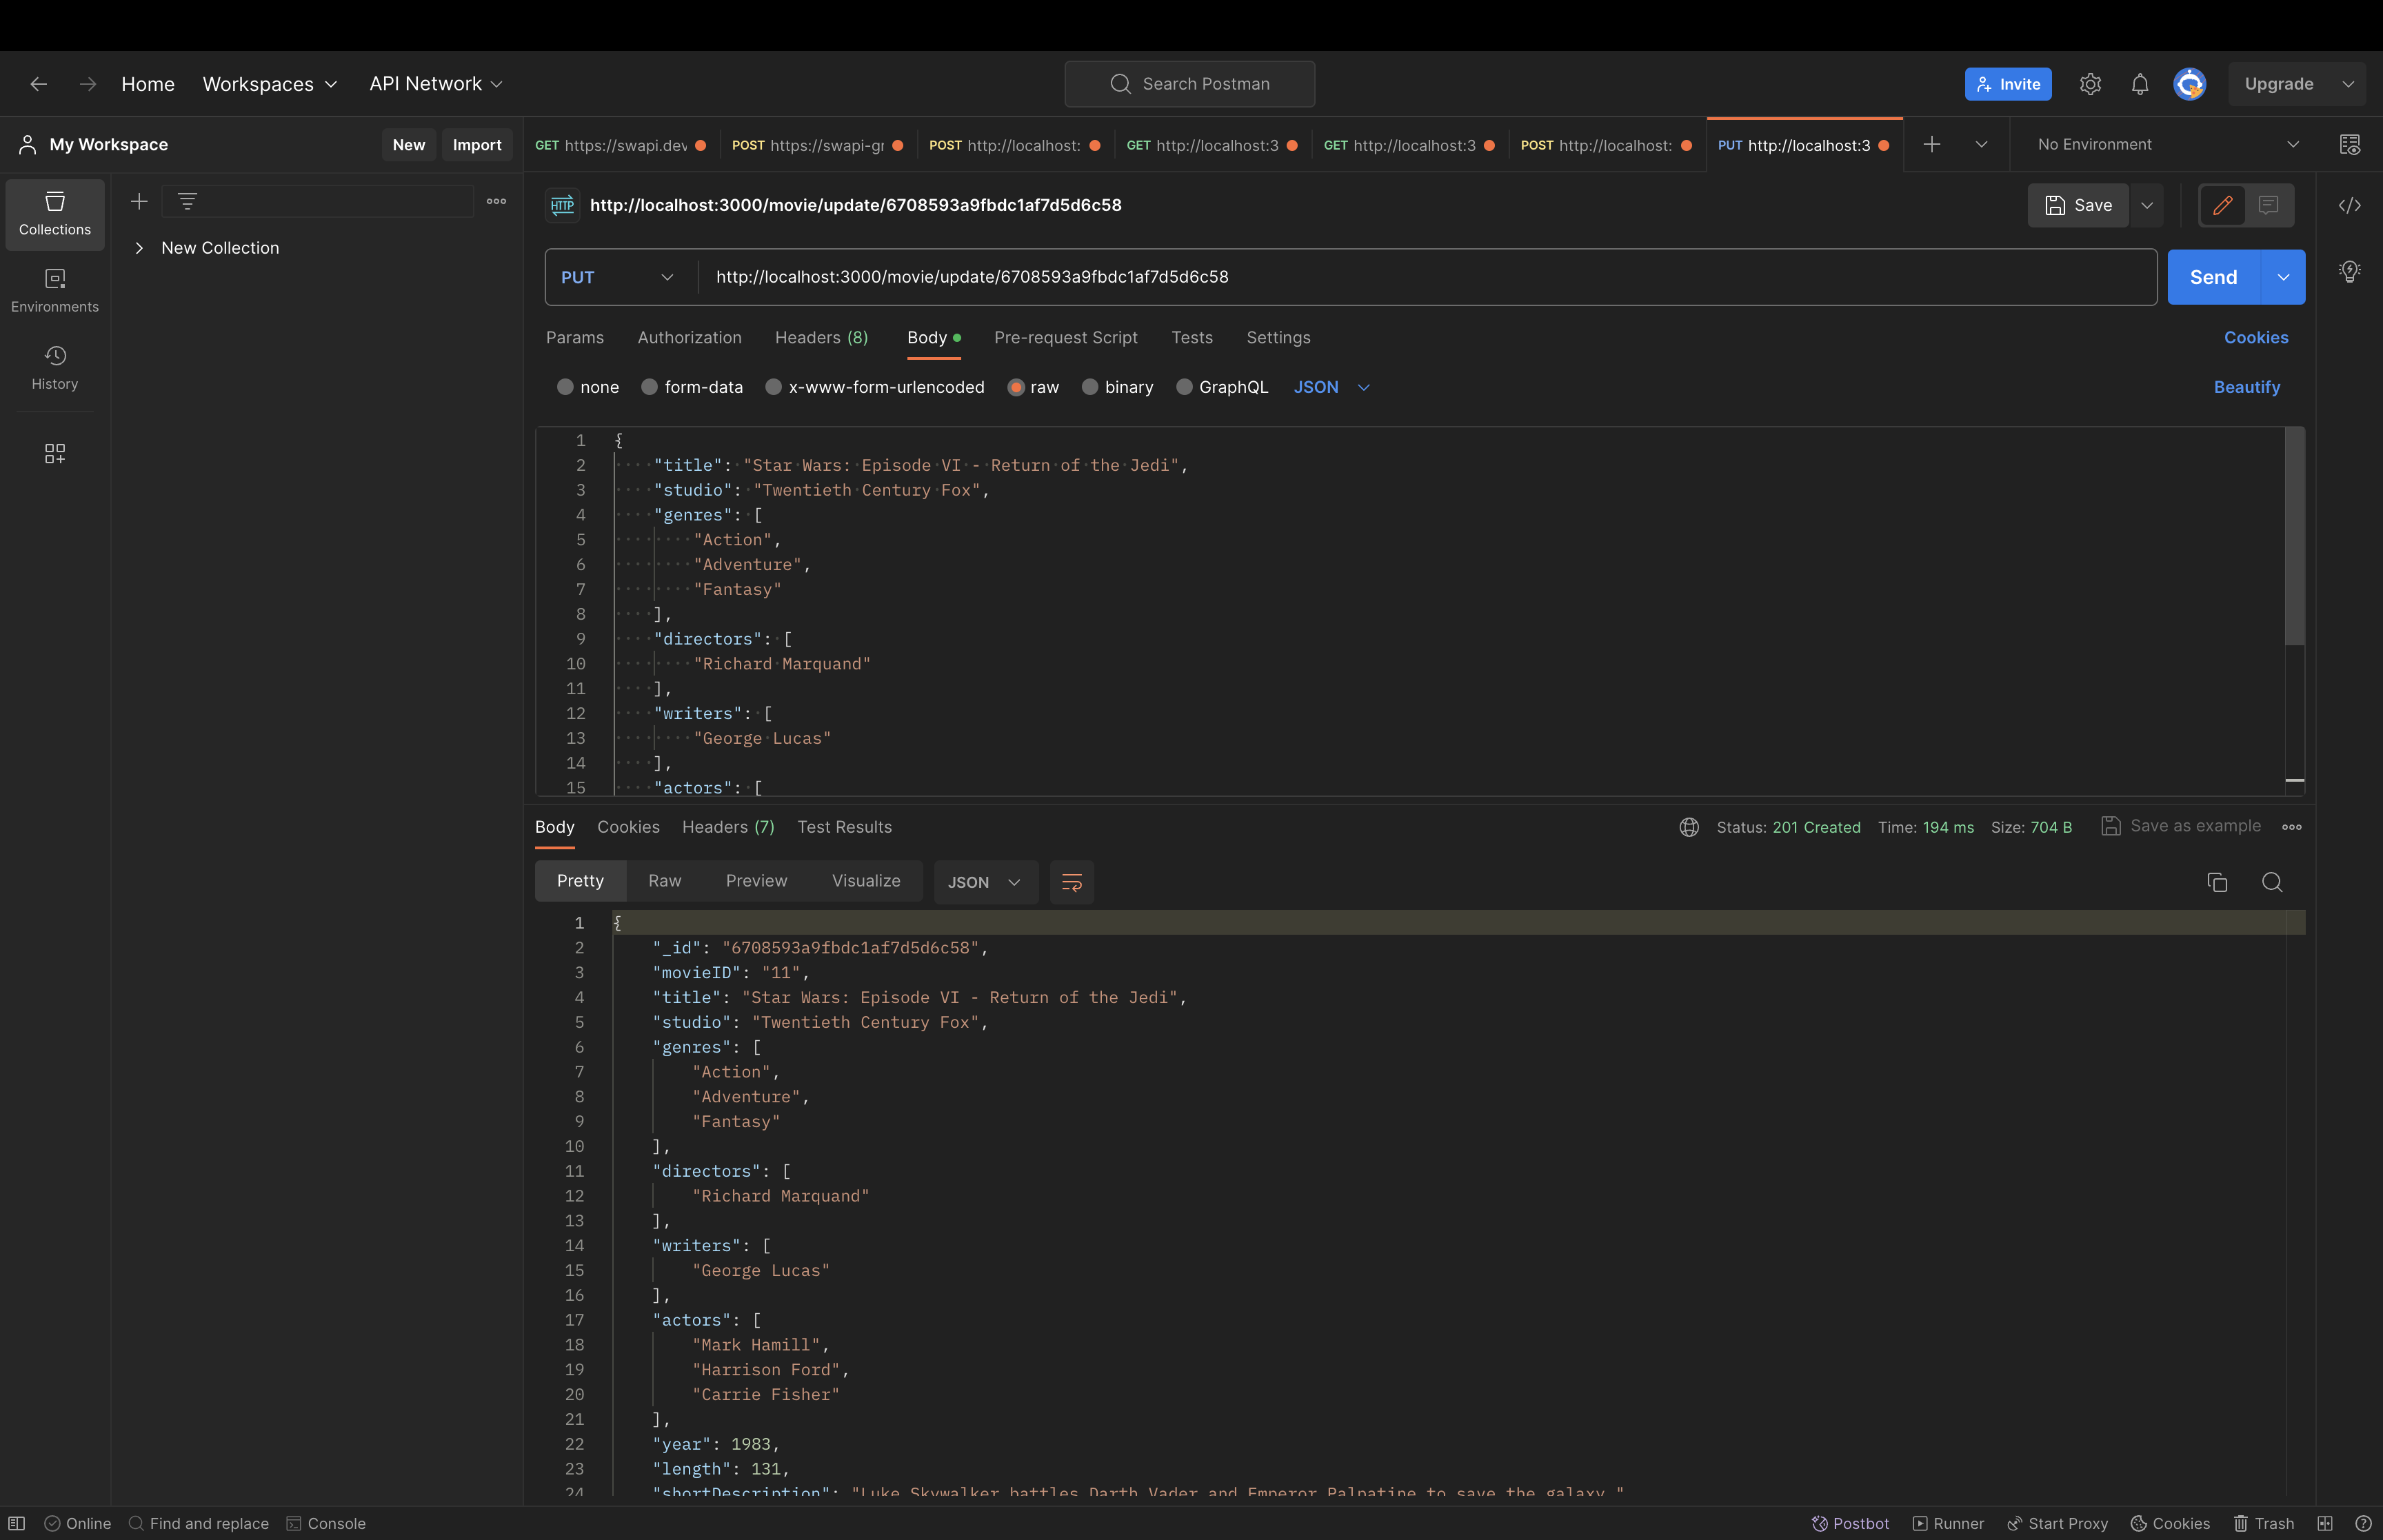 Home Workspaces API Network Search Postman Invite Upgrade
My Workspace New Import GET https://swapi.dev POST https://swapi-gr POST http://localhost: GET http://localhost:3 GET http://localhost:3 POST http://localhost: PUT http://localhost:3 No Environment
Collections
Environments
History
New Collection
HTTP http://localhost:3000/movie/update/6708593a9fbdc1af7d5d6c58 Save
PUT http://localhost:3000/movie/update/6708593a9fbdc1af7d5d6c58 Send
Params Authorization Headers (8) Body Pre-request Script Tests Settings Cookies
none form-data x-www-form-urlencoded raw binary GraphQL JSON Beautify
1 {
2 "title": "Star Wars: Episode VI - Return of the Jedi",
3 "studio": "Twentieth Century Fox",
4 "genres": [
5 "Action",
6 "Adventure",
7 "Fantasy"
8 ],
9 "directors": [
10 "Richard Marquand"
11 ],
12 "writers": [
13 "George Lucas"
14 ],
15 "actors": [
Body Cookies Headers (7) Test Results Status: 201 Created Time: 194 ms Size: 704 B Save as example
Pretty Raw Preview Visualize JSON
1 {
2 "_id": "6708593a9fbdc1af7d5d6c58",
3 "movieID": "11",
4 "title": "Star Wars: Episode VI - Return of the Jedi",
5 "studio": "Twentieth Century Fox",
6 "genres": [
7 "Action",
8 "Adventure",
9 "Fantasy"
10 ],
11 "directors": [
12 "Richard Marquand"
13 ],
14 "writers": [
15 "George Lucas"
16 ],
17 "actors": [
18 "Mark Hamill",
19 "Harrison Ford",
20 "Carrie Fisher"
21 ],
22 "year": 1983,
23 "length": 131,
24 "shortDescription": "Luke Skywalker battles Darth Vader and Emperor Palpatine to save the galaxy."
Online Find and replace Console Postbot Runner Start Proxy Cookies Trash